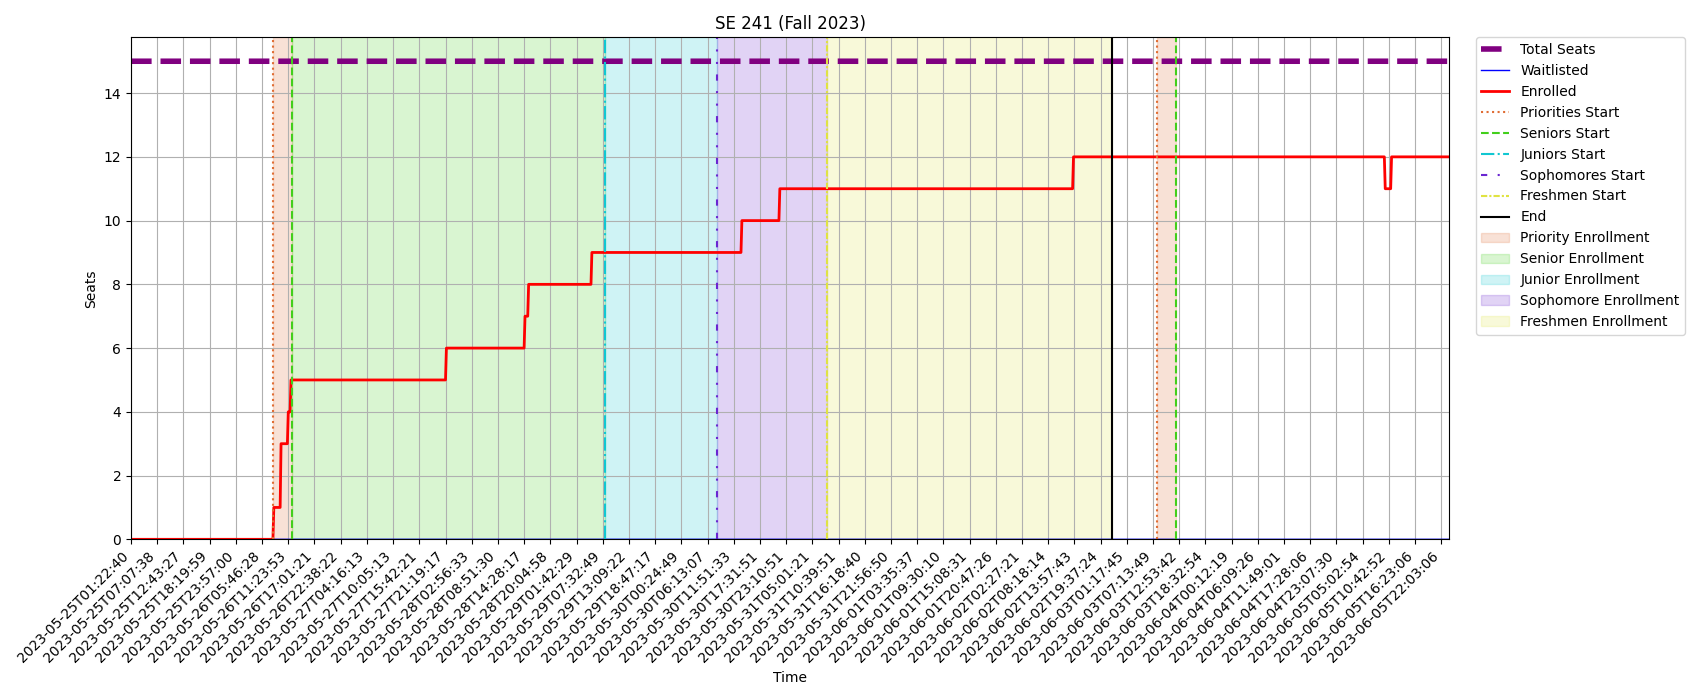 SE 241 (Fall 2023)
Seats
14
12
10
8
6
4
2
0
2023-05-25T01:22:40
2023-05-25T07:07:38
2023-05-25T12:43:27
2023-05-25T18:19:59
2023-05-25T23:57:00
2023-05-26T05:46:28
2023-05-26T11:23:53
2023-05-26T17:01:21
2023-05-26T22:38:22
2023-05-27T04:16:13
2023-05-27T10:05:13
2023-05-27T15:42:21
2023-05-27T21:19:17
2023-05-28T02:56:33
2023-05-28T08:51:30
2023-05-28T14:28:17
2023-05-28T20:04:58
2023-05-29T01:42:29
2023-05-29T07:32:49
2023-05-29T13:09:22
2023-05-29T18:47:17
2023-05-30T00:24:49
2023-05-30T06:13:07
2023-05-30T11:51:33
2023-05-30T17:31:51
2023-05-30T23:10:51
2023-05-31T05:01:21
2023-05-31T10:39:51
2023-05-31T16:18:40
2023-05-31T21:56:50
2023-06-01T03:35:37
2023-06-01T09:30:10
2023-06-01T15:08:31
2023-06-01T20:47:26
2023-06-02T02:27:21
2023-06-02T08:18:14
2023-06-02T13:57:43
2023-06-02T19:37:24
2023-06-03T01:17:45
2023-06-03T07:13:49
2023-06-03T12:53:42
2023-06-03T18:32:54
2023-06-04T00:12:19
2023-06-04T06:09:26
2023-06-04T11:49:01
2023-06-04T17:28:06
2023-06-04T23:07:30
2023-06-05T05:02:54
2023-06-05T10:42:52
2023-06-05T16:23:06
2023-06-05T22:03:06
Time
Total Seats
Waitlisted
Enrolled
Priorities Start
Seniors Start
Juniors Start
Sophomores Start
Freshmen Start
End
Priority Enrollment
Senior Enrollment
Junior Enrollment
Sophomore Enrollment
Freshmen Enrollment